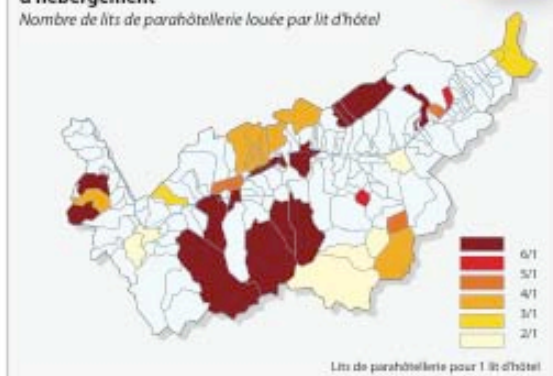 d'hébergement
Nombre de lits de parahôtellerie louée par lit d'hôtel
6/1
5/1
4/1
3/1
2/1
Lits de parahôtellerie pour 1 lit d'hôtel